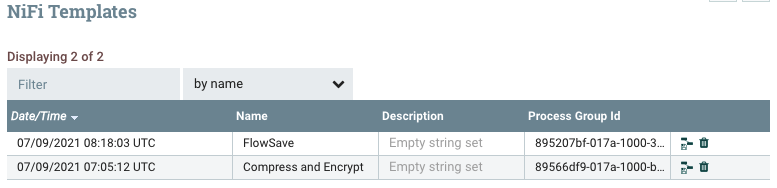 NiFi Templates
Displaying 2 of 2
Filter by name
Date/Time Name Description Process Group Id
07/09/2021 08:18:03 UTC FlowSave Empty string set 895207bf-017a-1000-3...
07/09/2021 07:05:12 UTC Compress and Encrypt Empty string set 89566df9-017a-1000-b...